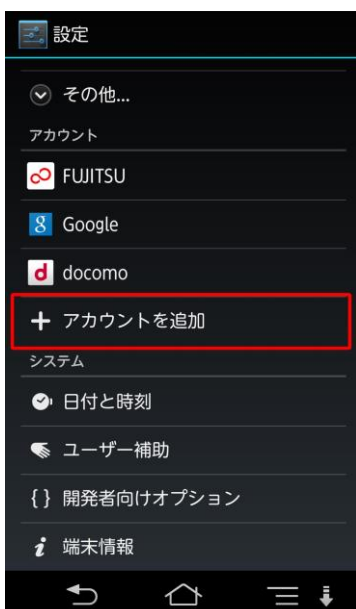 設定
その他...
アカウント
FUJITSU
8 Google
d docomo
+ アカウントを追加
システム
日付と時刻
ユーザー補助
{ } 開発者向けオプション
i 端末情報